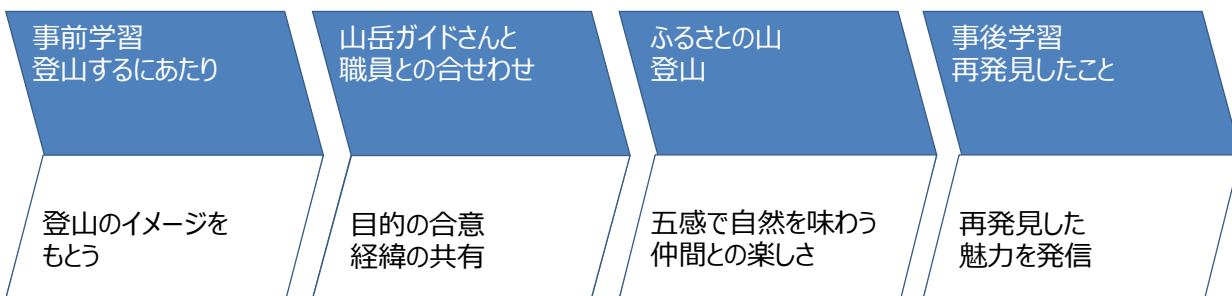 事前学習
登山するにあたり
山岳ガイドさんと
職員との合せわせ
ふるさとの山
登山
事後学習
再発見したこと
登山のイメージを
もとう
目的の合意
経緯の共有
五感で自然を味わう
仲間との楽しさ
再発見した
魅力を発信